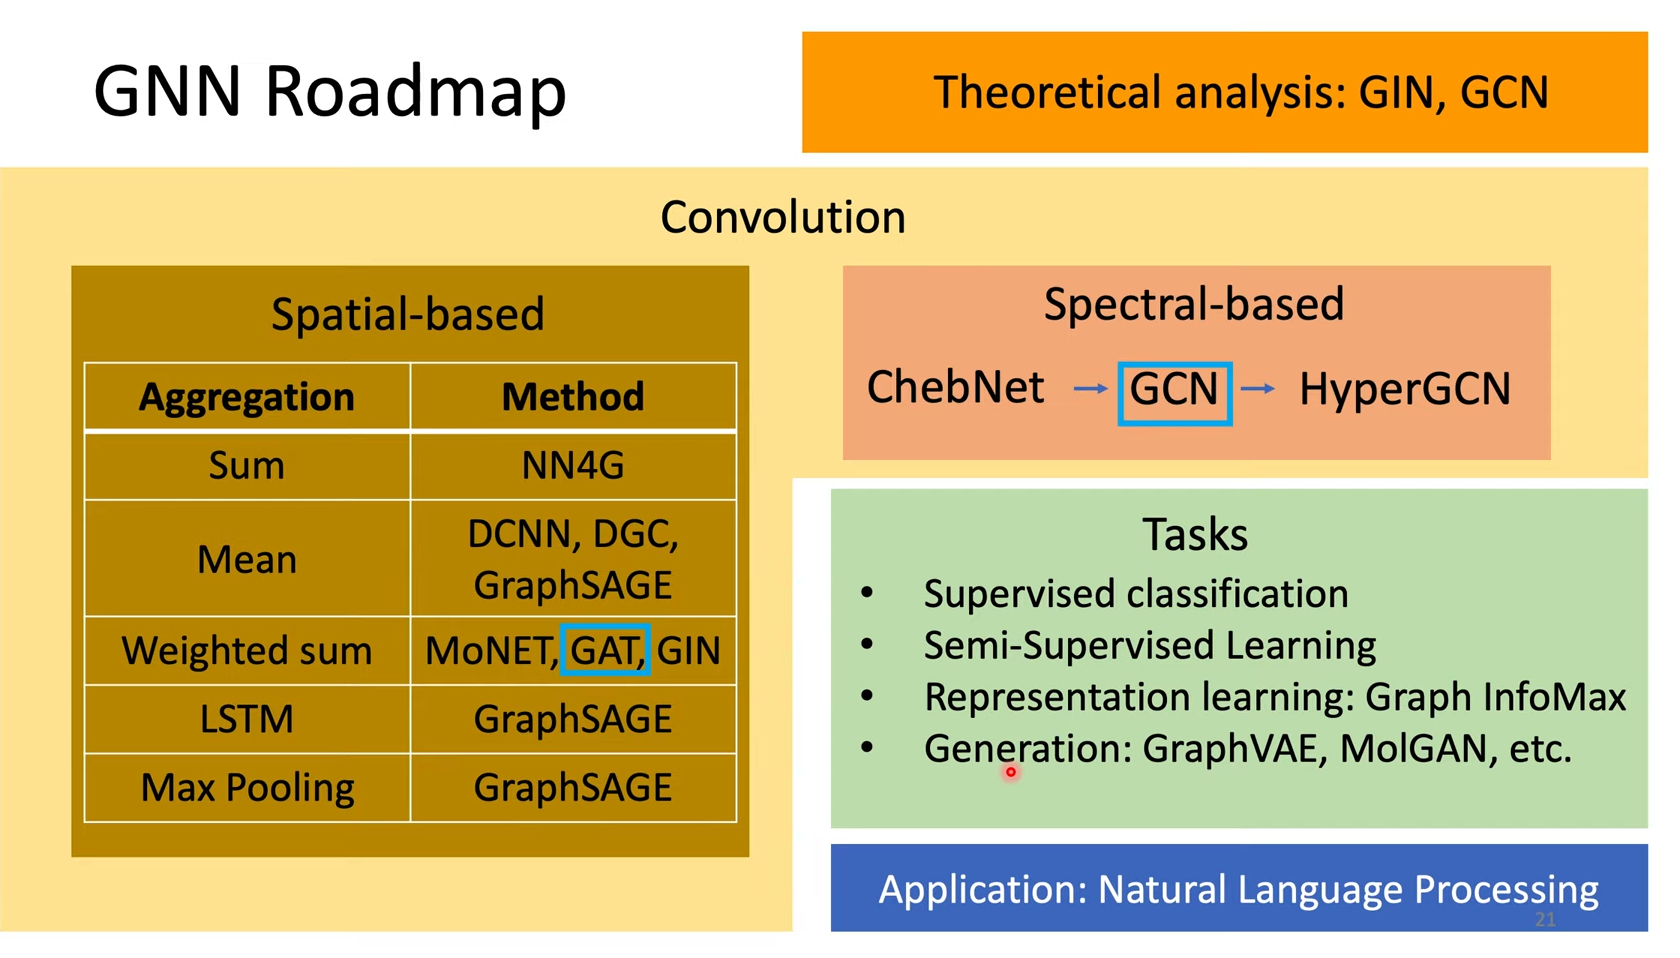 GNN Roadmap
Theoretical analysis: GIN, GCN
Convolution
Spatial-based
Aggregation Method
Sum NN4G
Mean DCNN, DGC,
GraphSAGE
Weighted sum MoNET, GAT, GIN
LSTM GraphSAGE
Max Pooling GraphSAGE
Spectral-based
ChebNet → GCN → HyperGCN
Tasks
• Supervised classification
• Semi-Supervised Learning
• Representation learning: Graph InfoMax
• Generation: GraphVAE, MolGAN, etc.
Application: Natural Language Processing
21